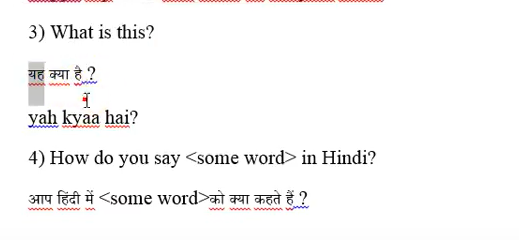 3) What is this?
यह क्या है ?
yah kyaa hai?
4) How do you say <some word> in Hindi?
आप हिंदी में <some word>को क्या कहते हैं ?